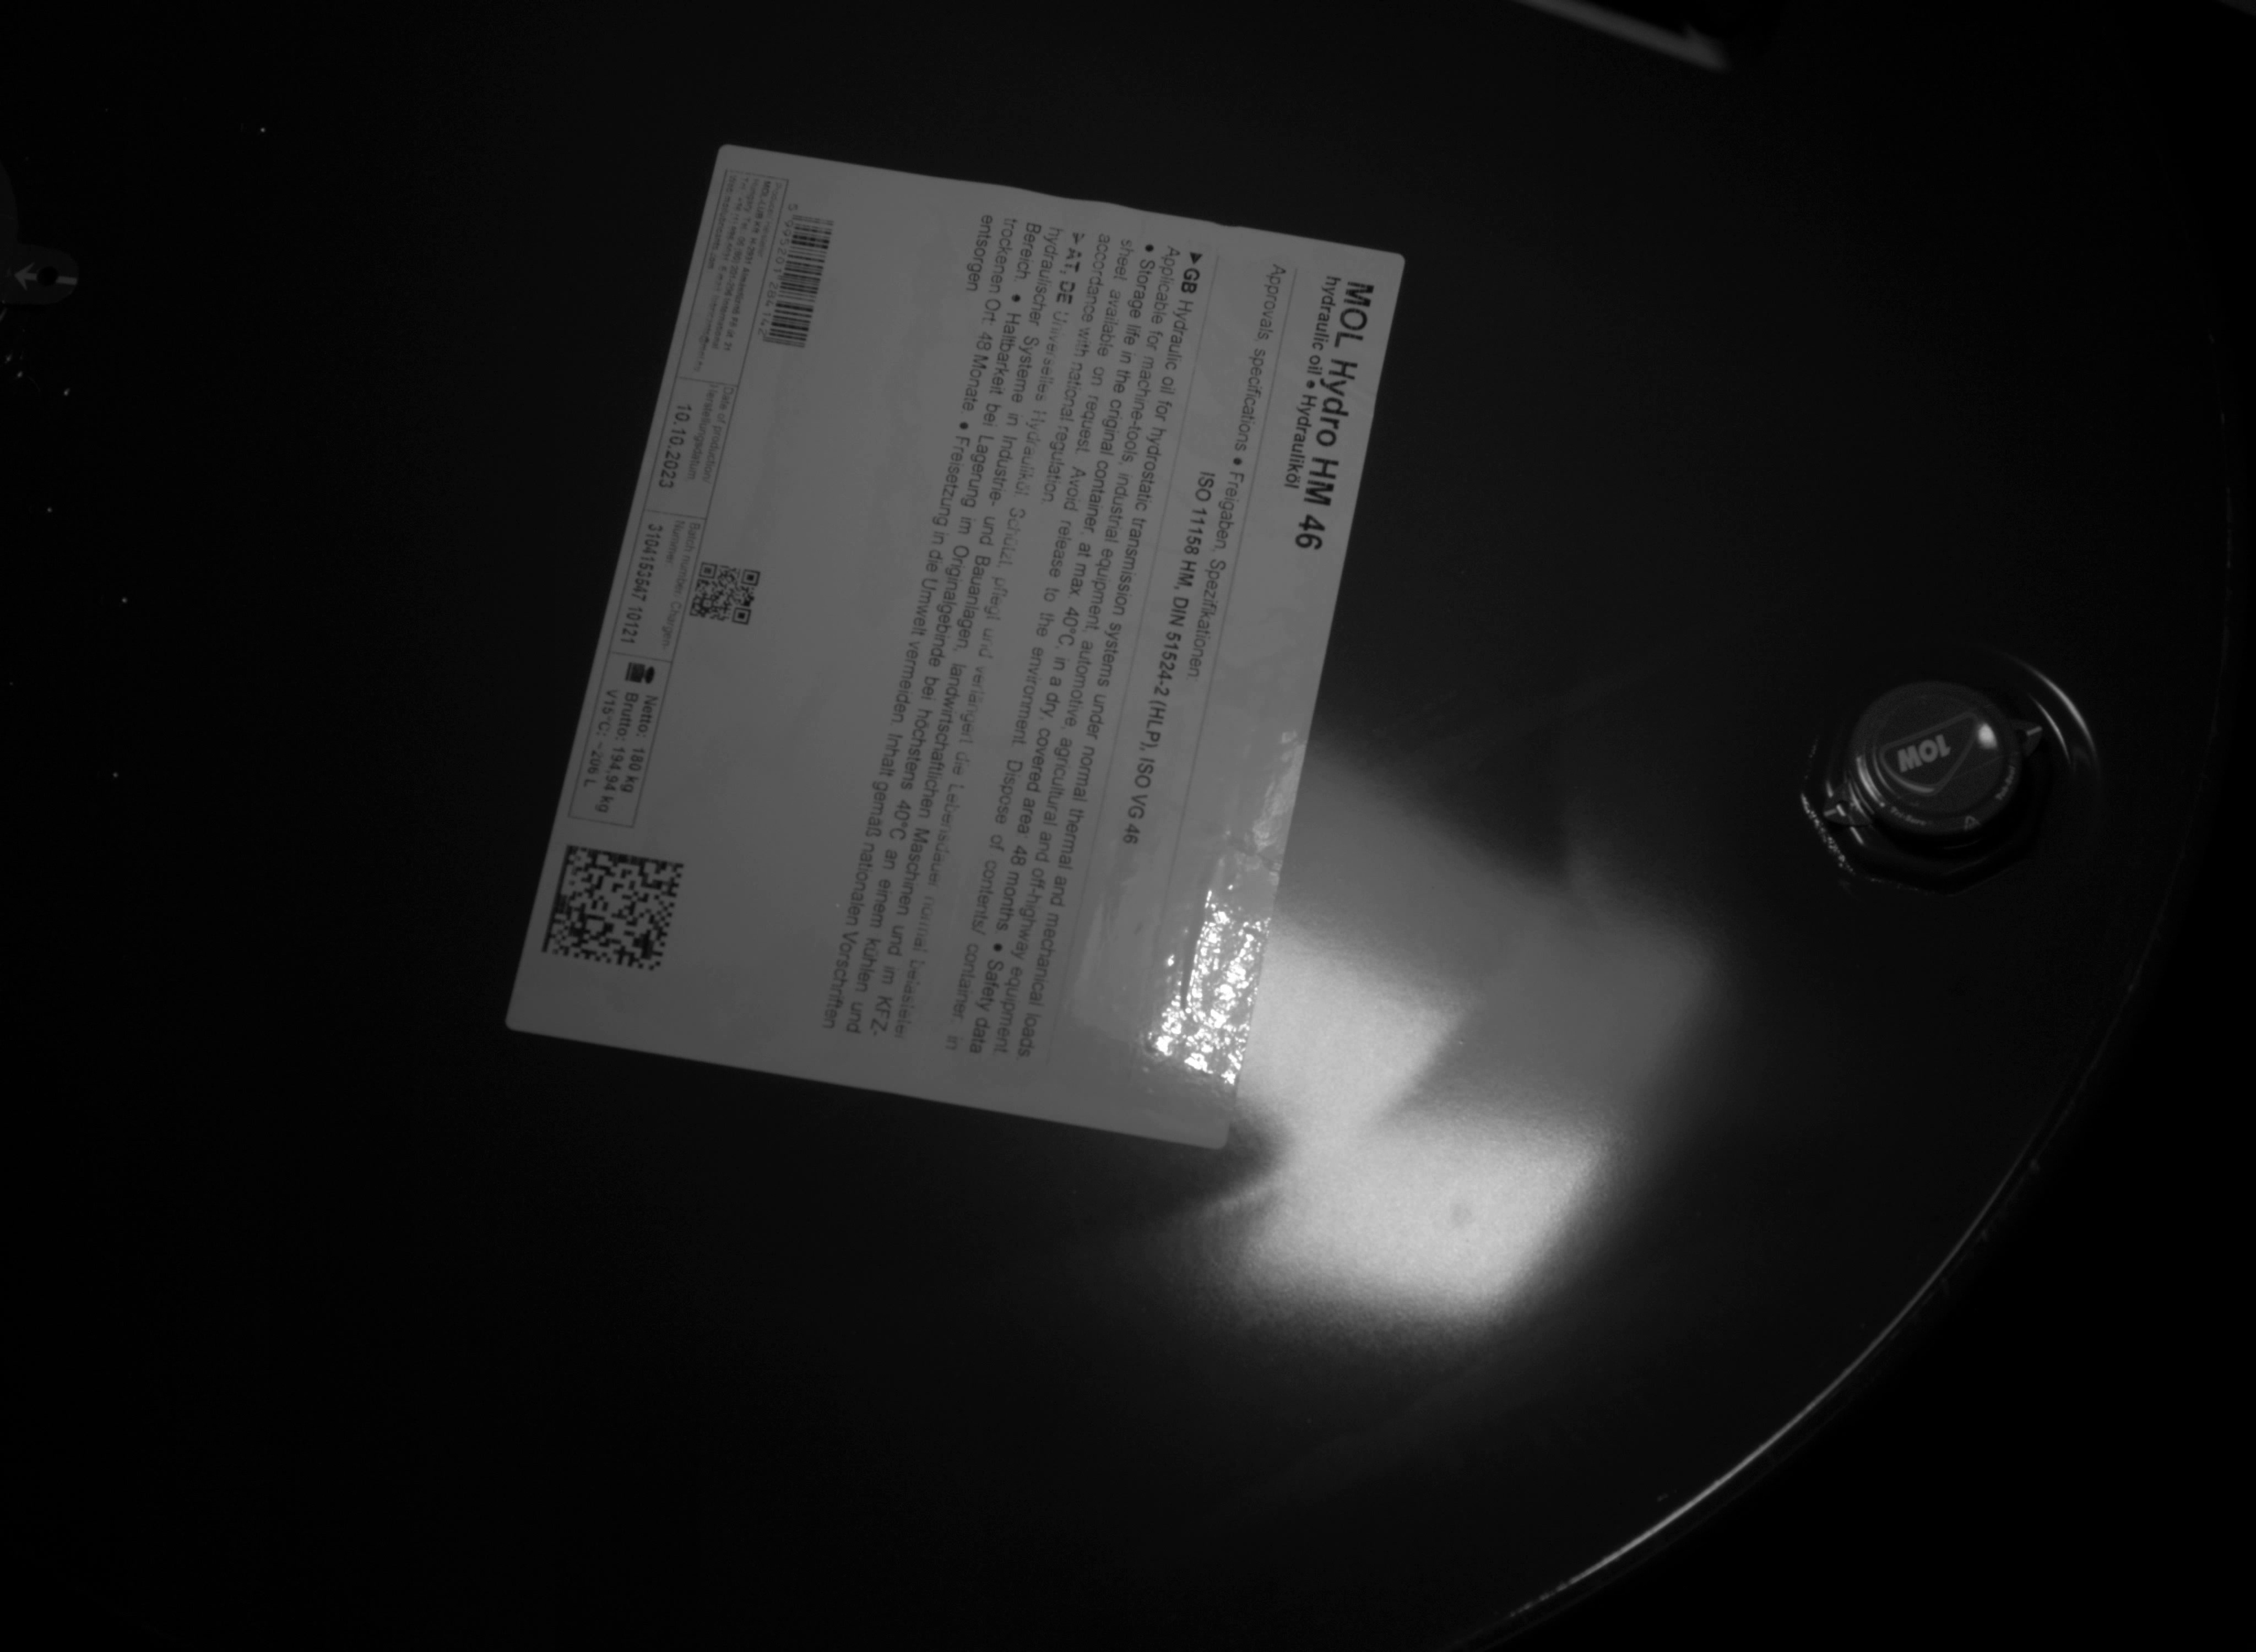 MOL Hydro HM 46
hydraulic oil • Hydrauliköl
Approvals, specifications • Freigaben, Spezifikationen:
ISO 11158 HM, DIN 51524-2 (HLP), ISO VG 46
▶ GB Hydraulic oil for hydrostatic transmission systems under normal thermal and mechanical loads.
Applicable for machine-tools, industrial equipment, automotive, agricultural and off-highway equipment.
• Storage life in the original container, at max. 40°C, in a dry, covered area: 48 months. • Safety data
sheet available on request. Avoid release to the environment. Dispose of contents/ container in
accordance with national regulation.
▶ AT, DE Universelles Hydrauliköl. Schützt, pflegt und verlängert die Lebensdauer normal belasteter
hydraulischer Systeme in Industrie- und Bauanlagen, landwirtschaftlichen Maschinen und im KFZ-
Bereich. • Haltbarkeit bei Lagerung im Originalgebinde bei höchstens 40°C an einem kühlen und
trockenen Ort: 48 Monate. • Freisetzung in die Umwelt vermeiden. Inhalt gemäß nationalen Vorschriften
entsorgen.
MOL-LUB Kft.
Date of production/
Herstellungsdatum:
10.10.2023
Batch number/ Chargen-
Nummer:
3104153547 10121
Netto: 180 kg
Brutto: 194.94 kg
V15°C: ~206 L
MOL